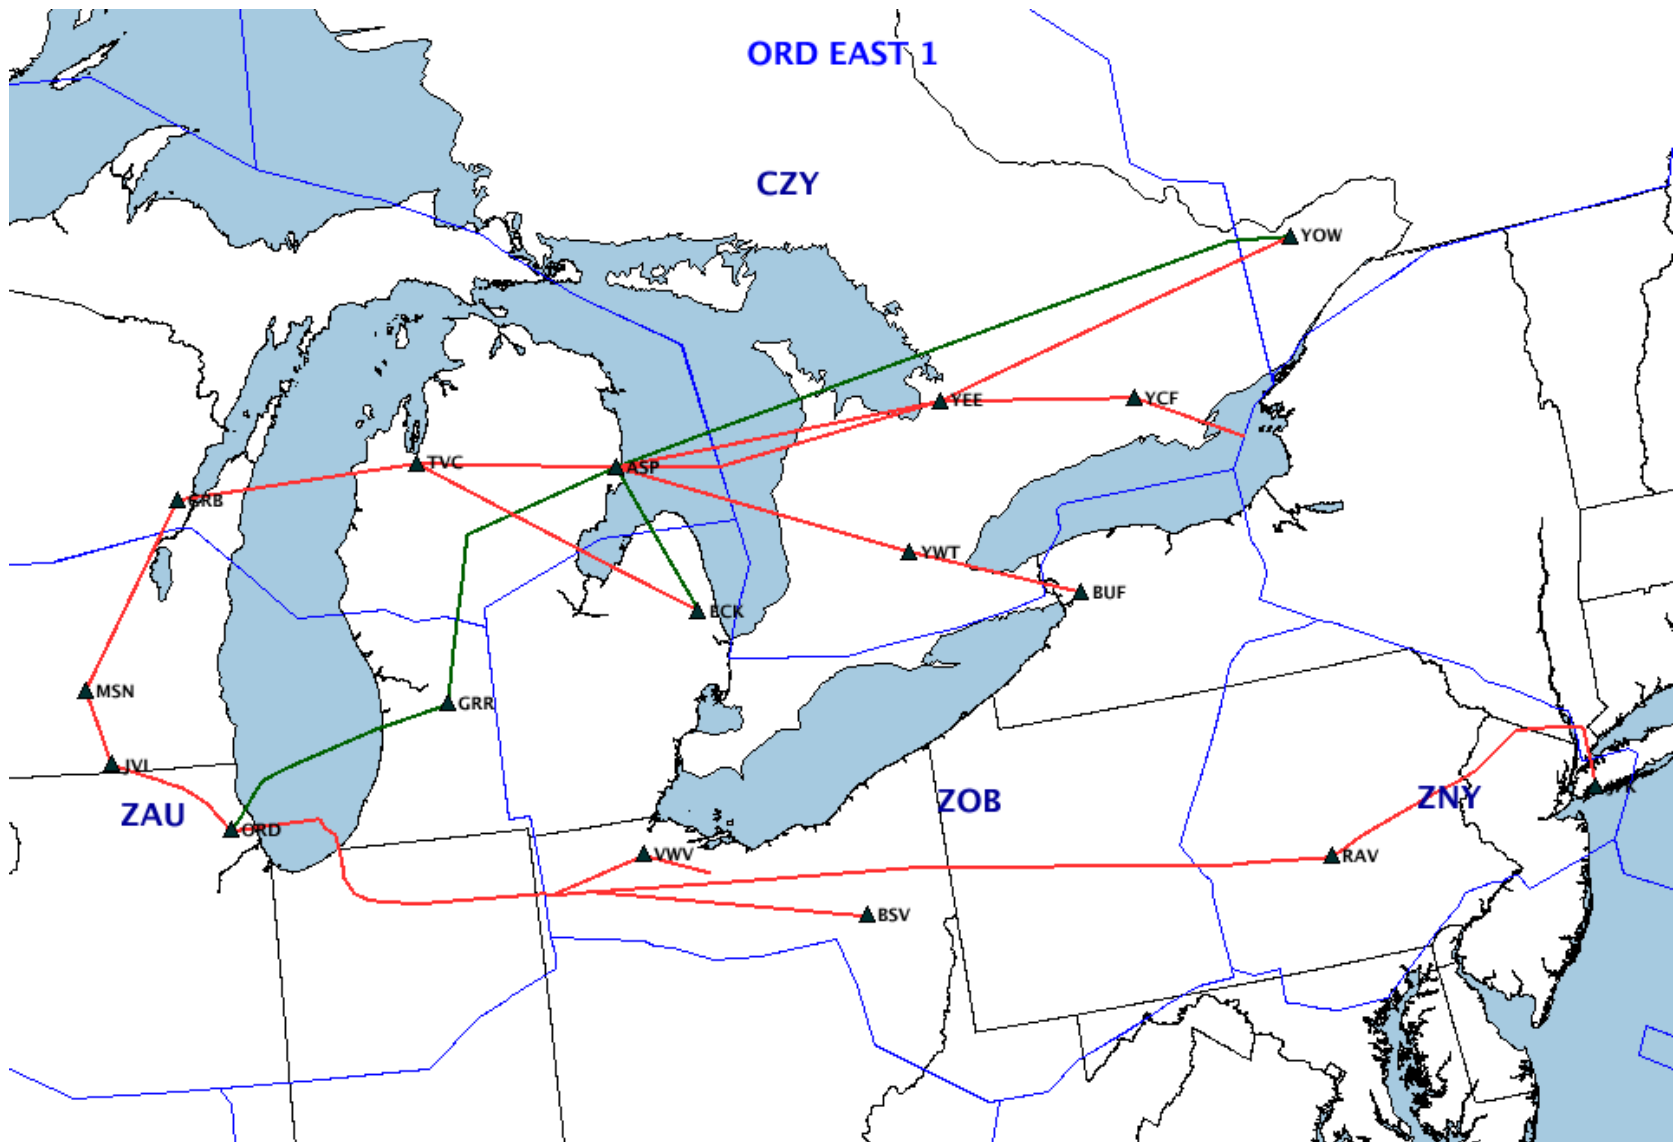 ORD EAST 1
CZY
YOW
YEE
YCF
TVC
ASP
GRB
YWT
BUF
ECK
MSN
GRR
JVL
ZAU
ZOB
ZNY
JFK
ORD
VWV
RAV
BSV